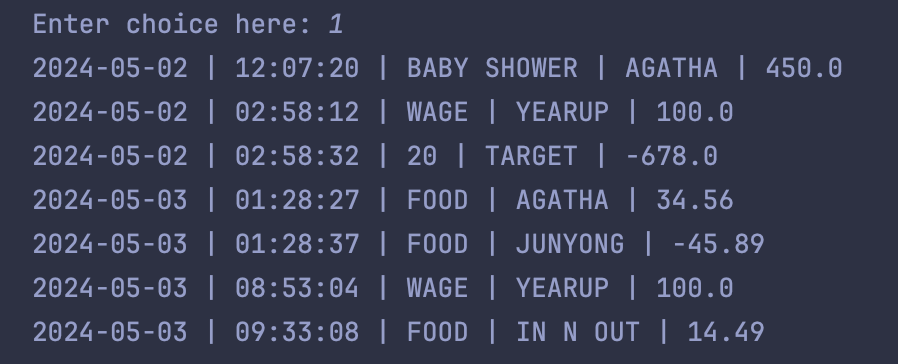 Enter choice here: 1
2024-05-02 | 12:07:20 | BABY SHOWER | AGATHA | 450.0
2024-05-02 | 02:58:12 | WAGE | YEARUP | 100.0
2024-05-02 | 02:58:32 | 20 | TARGET | -678.0
2024-05-03 | 01:28:27 | FOOD | AGATHA | 34.56
2024-05-03 | 01:28:37 | FOOD | JUNYONG | -45.89
2024-05-03 | 08:53:04 | WAGE | YEARUP | 100.0
2024-05-03 | 09:33:08 | FOOD | IN N OUT | 14.49